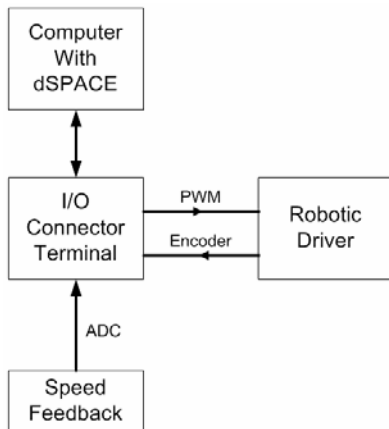 Computer
With
dSPACE
I/O
Connector
Terminal
PWM
Encoder
Robotic
Driver
ADC
Speed
Feedback